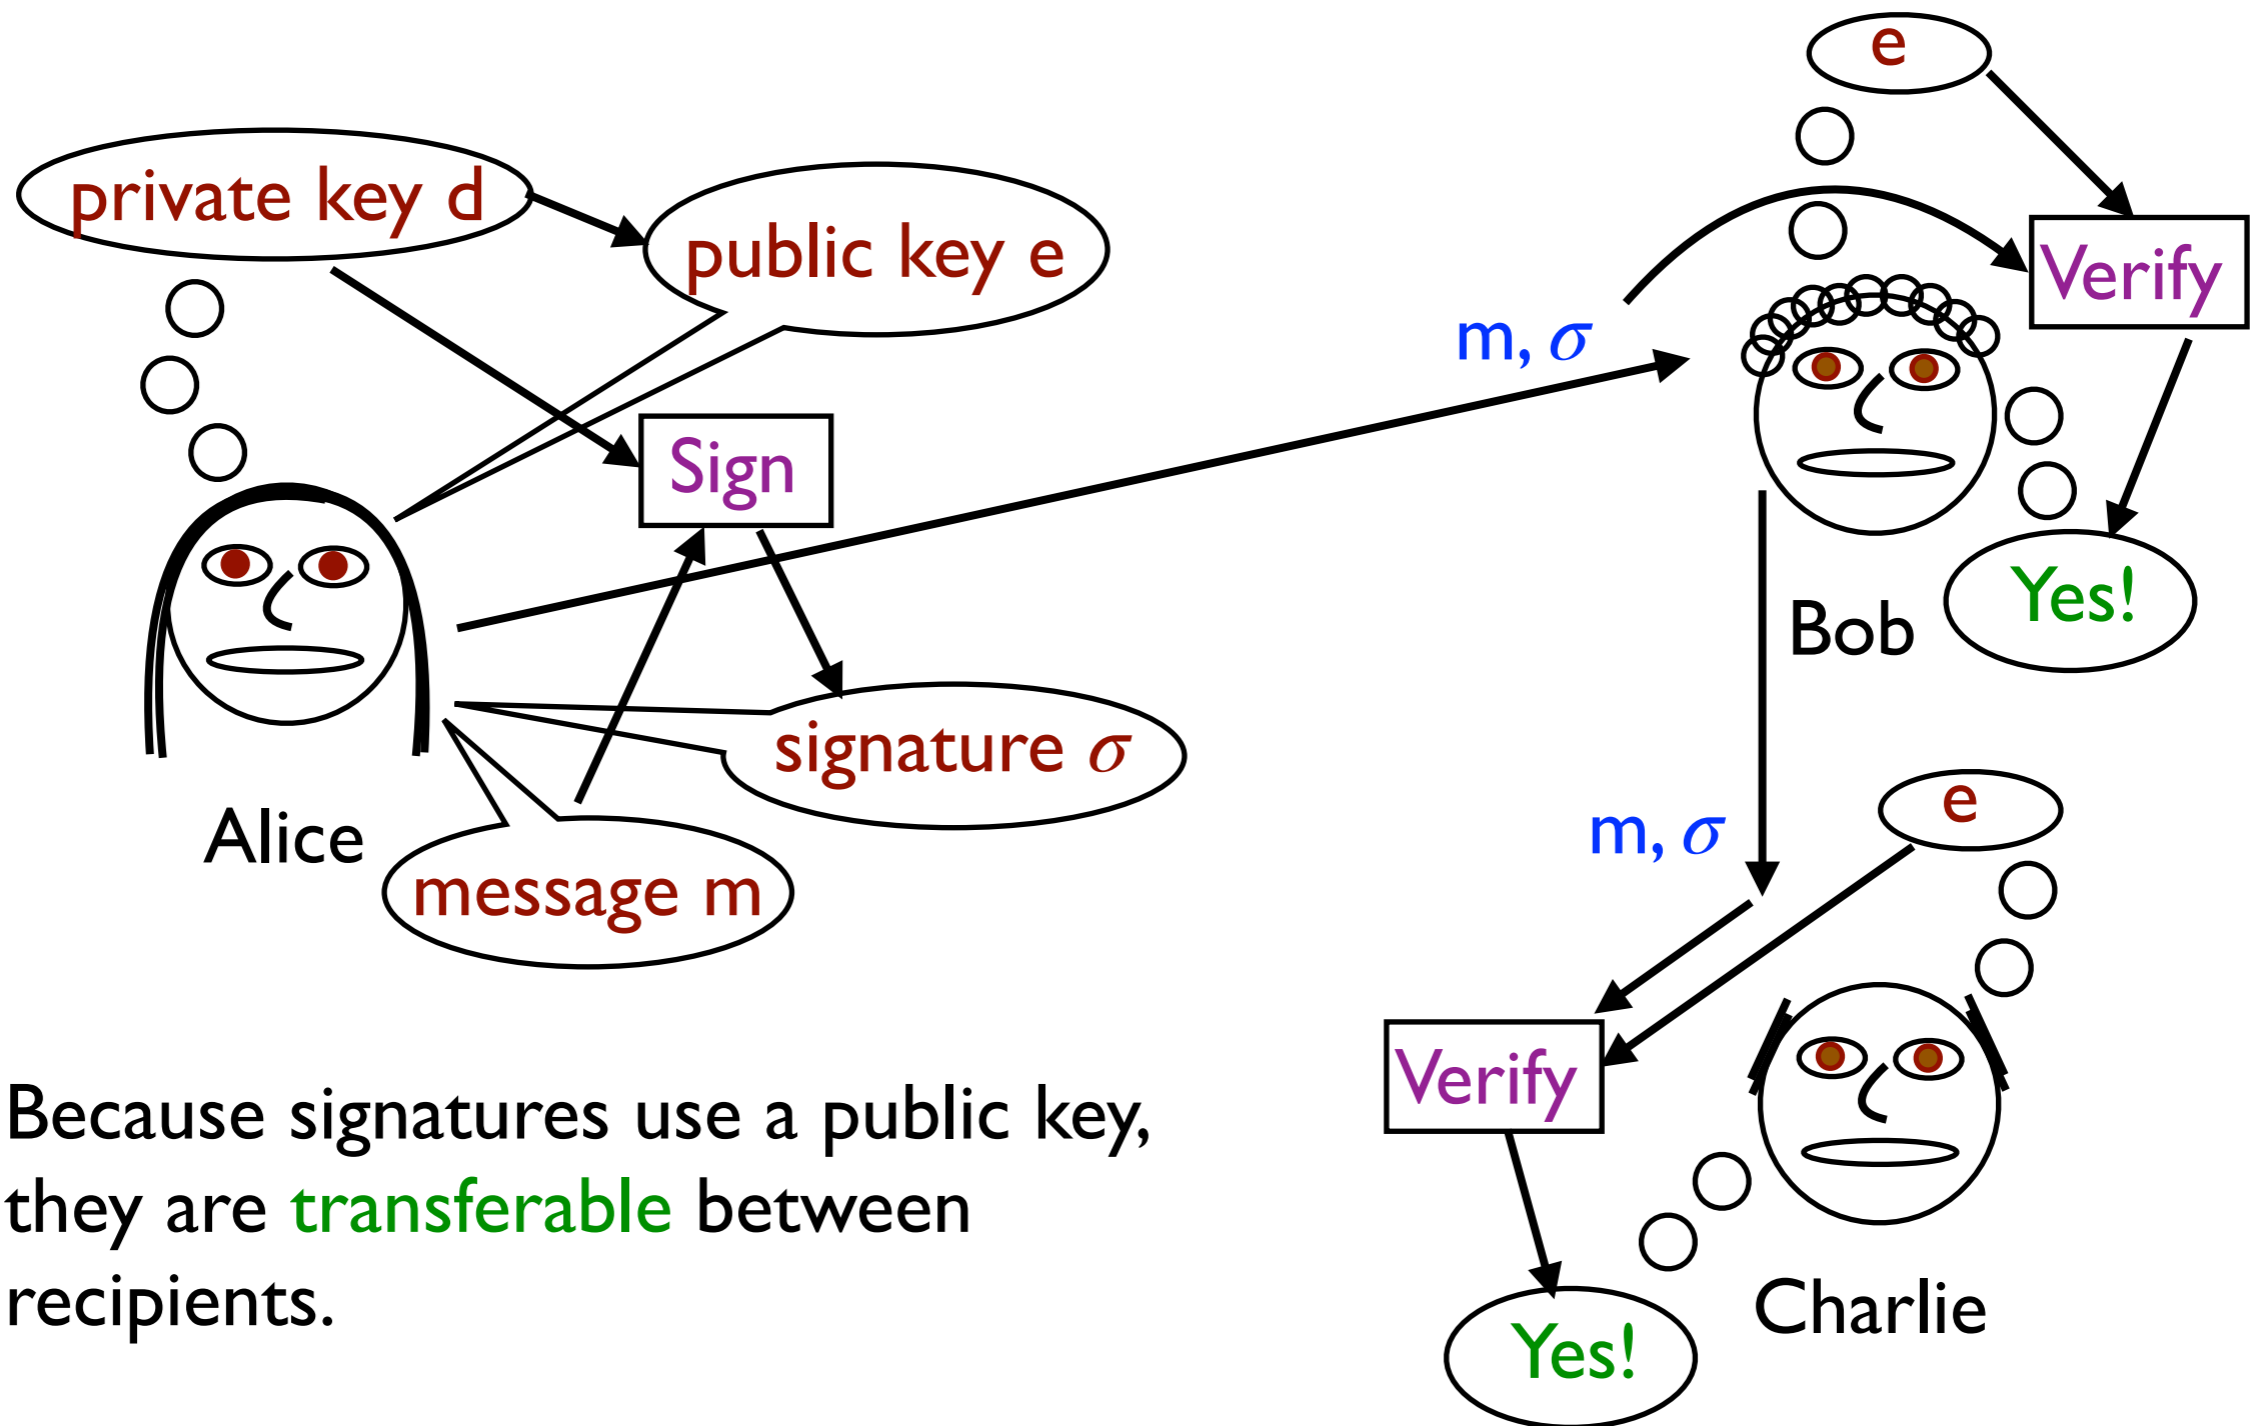 e
private key d
public key e
Verify
m, σ
Sign
Yes!
Bob
signature σ
Alice
message m
m, σ
e
Verify
Because signatures use a public key,
they are transferable between
recipients.
Charlie
Yes!